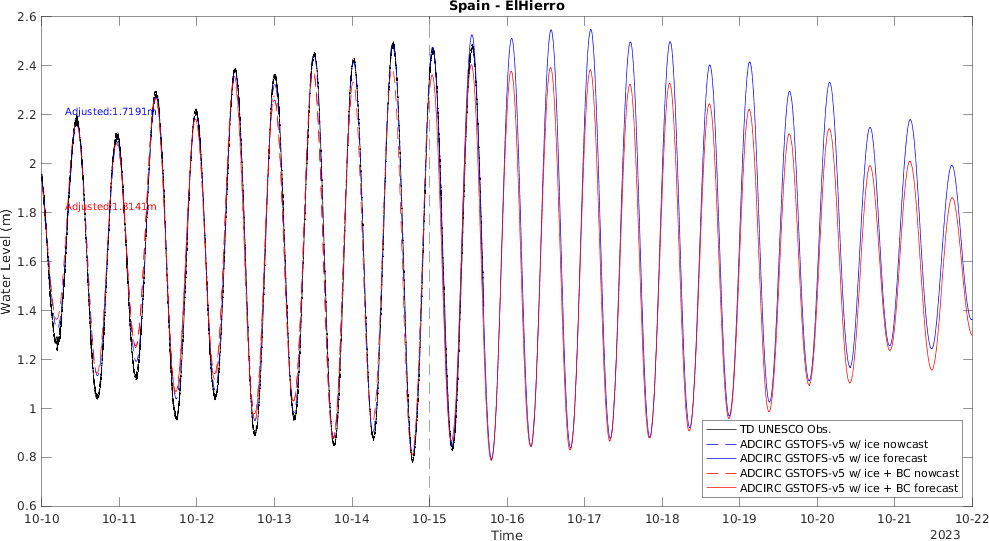 Spain - ElHierro
2.6
2.4
2.2
2
1.8
1.6
1.4
1.2
1
0.8
0.6
Water Level (m)
Adjusted:1.7191m
Adjusted:1.8141m
TD UNESCO Obs.
ADCIRC GSTOFS-v5 w/ ice nowcast
ADCIRC GSTOFS-v5 w/ ice forecast
ADCIRC GSTOFS-v5 w/ ice + BC nowcast
ADCIRC GSTOFS-v5 w/ ice + BC forecast
10-10 10-11 10-12 10-13 10-14 10-15 10-16 10-17 10-18 10-19 10-20 10-21 10-22
Time
2023